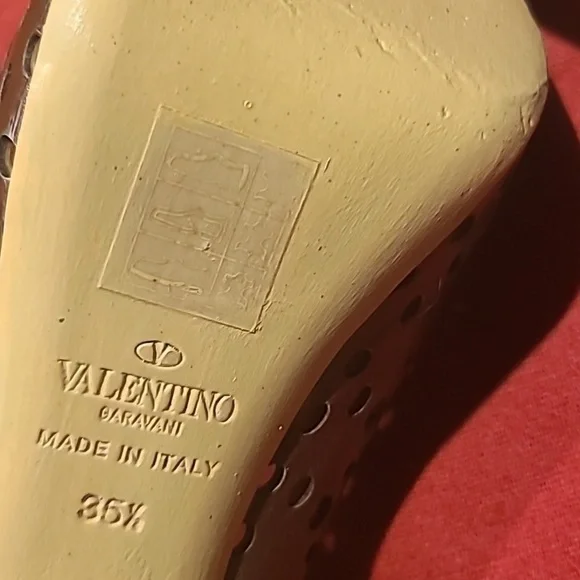 V
VALENTINO
GARAVANI
MADE IN ITALY
36½